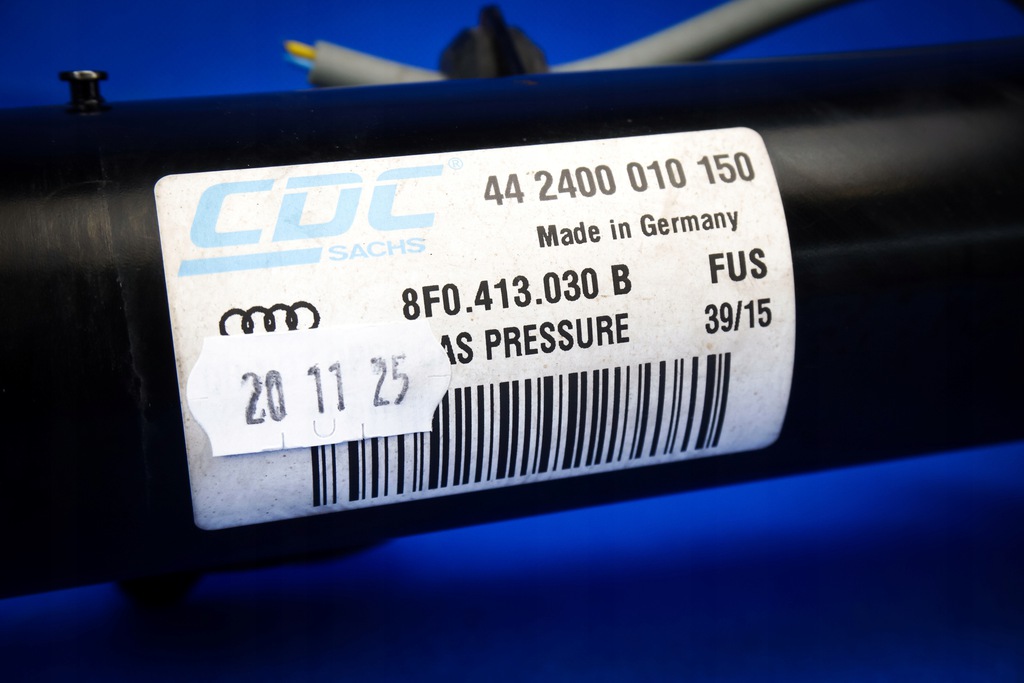 CDC®
SACHS
44 2400 010 150
Made in Germany
8F0.413.030 B
FUS
AS PRESSURE
39/15
20 11 25